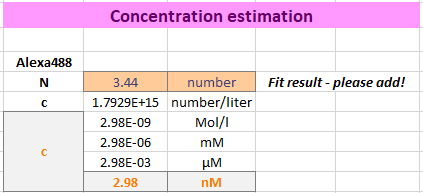 Concentration estimation
Alexa488
N 3.44 number Fit result - please add!
c 1.7929E+15 number/liter
2.98E-09 Mol/l
c 2.98E-06 mM
2.98E-03 µM
2.98 nM